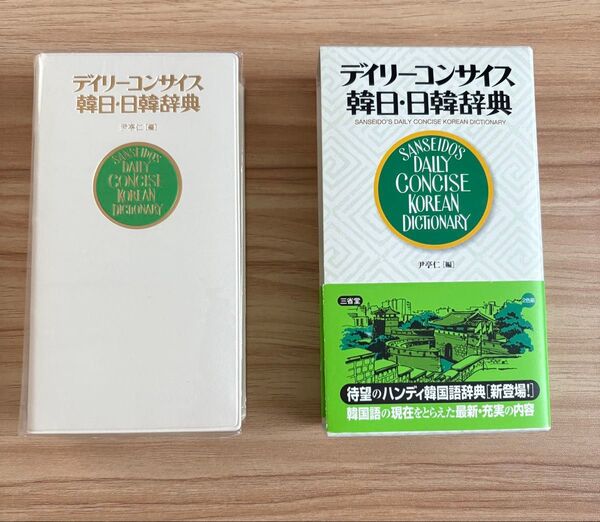 デイリーコンサイス
韓日・日韓辞典
尹亭仁[編]
SANSEIDO'S
DAILY
CONCISE
KOREAN
DICTIONARY
デイリーコンサイス
韓日・日韓辞典
SANSEIDO'S DAILY CONCISE KOREAN DICTIONARY
SANSEIDO'S
DAILY
CONCISE
KOREAN
DICTIONARY
尹亭仁[編]
三省堂
2色刷
待望のハンディ韓国語辞典[新登場!]
韓国語の現在をとらえた最新・充実の内容